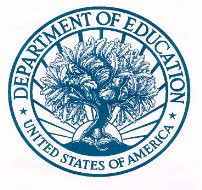 DEPARTMENT OF EDUCATION
UNITED STATES OF AMERICA